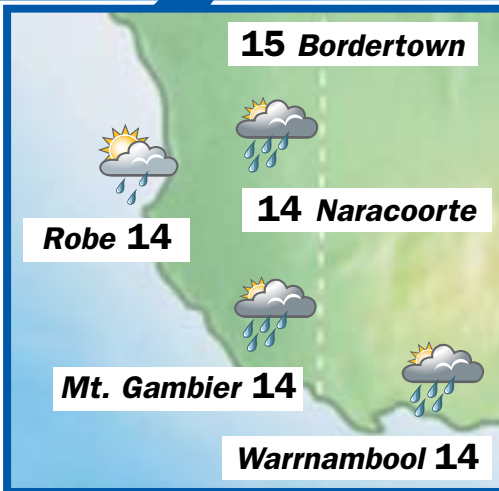 15 Bordertown
14 Naracoorte
Robe 14
Mt. Gambier 14
Warrnambool 14